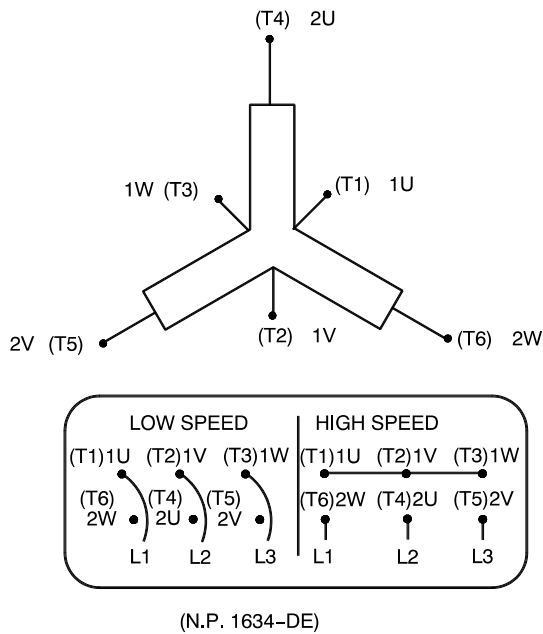 (T4) 2U
1W (T3)
(T1) 1U
2V (T5)
(T2) 1V
(T6) 2W
LOW SPEED
HIGH SPEED
(T1)1U (T2)1V (T3)1W
(T1)1U (T2)1V (T3)1W
(T6) (T4) (T5)
2W 2U 2V
(T6)2W (T4)2U (T5)2V
L1 L2 L3
L1 L2 L3
(N.P. 1634-DE)